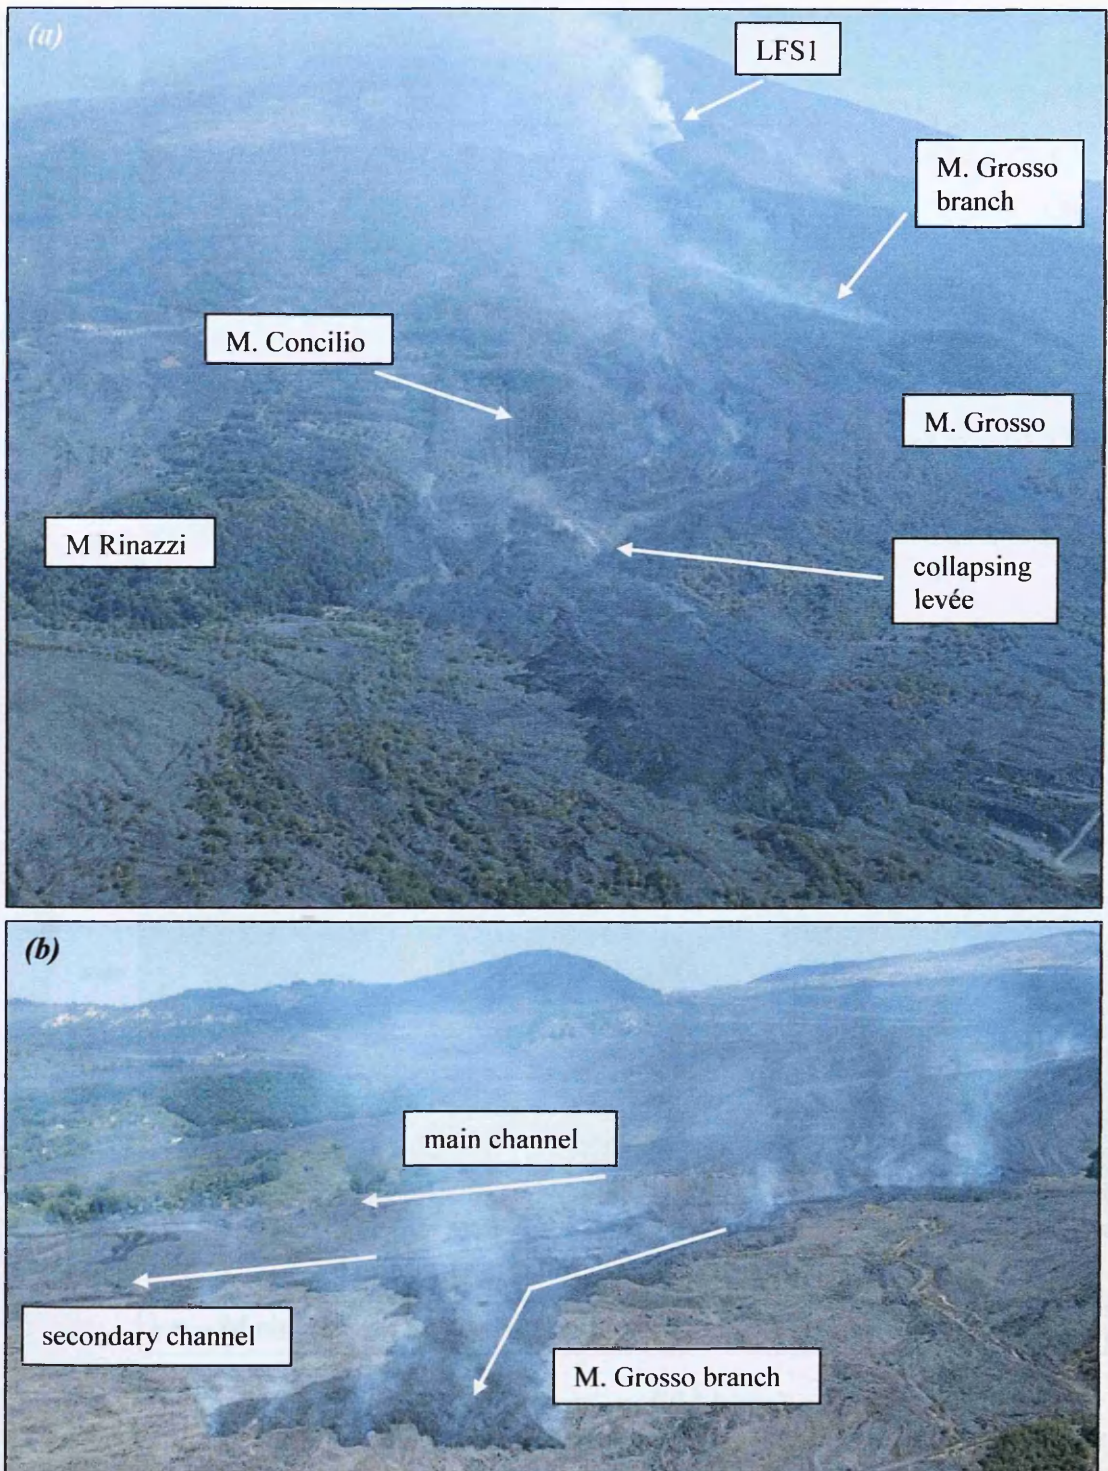 (a)
LFS1
M. Grosso
branch
M. Concilio
M. Grosso
M Rinazzi
collapsing
levée
(b)
main channel
secondary channel
M. Grosso branch